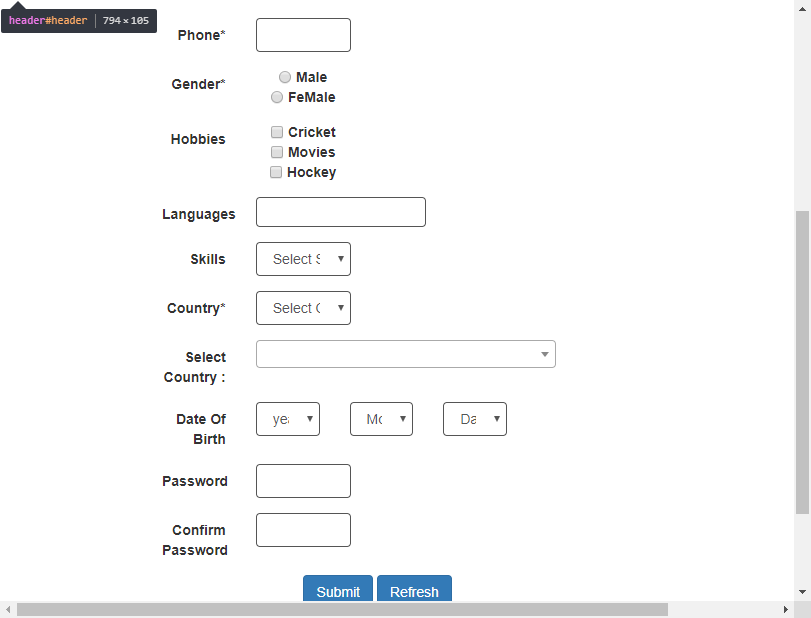 header#header 794 × 105
Phone*
Gender*
Male
FeMale
Hobbies
Cricket
Movies
Hockey
Languages
Skills
Select S
Country*
Select C
Select
Country :
Date Of
Birth
yea
Mo
Da
Password
Confirm
Password
Submit Refresh